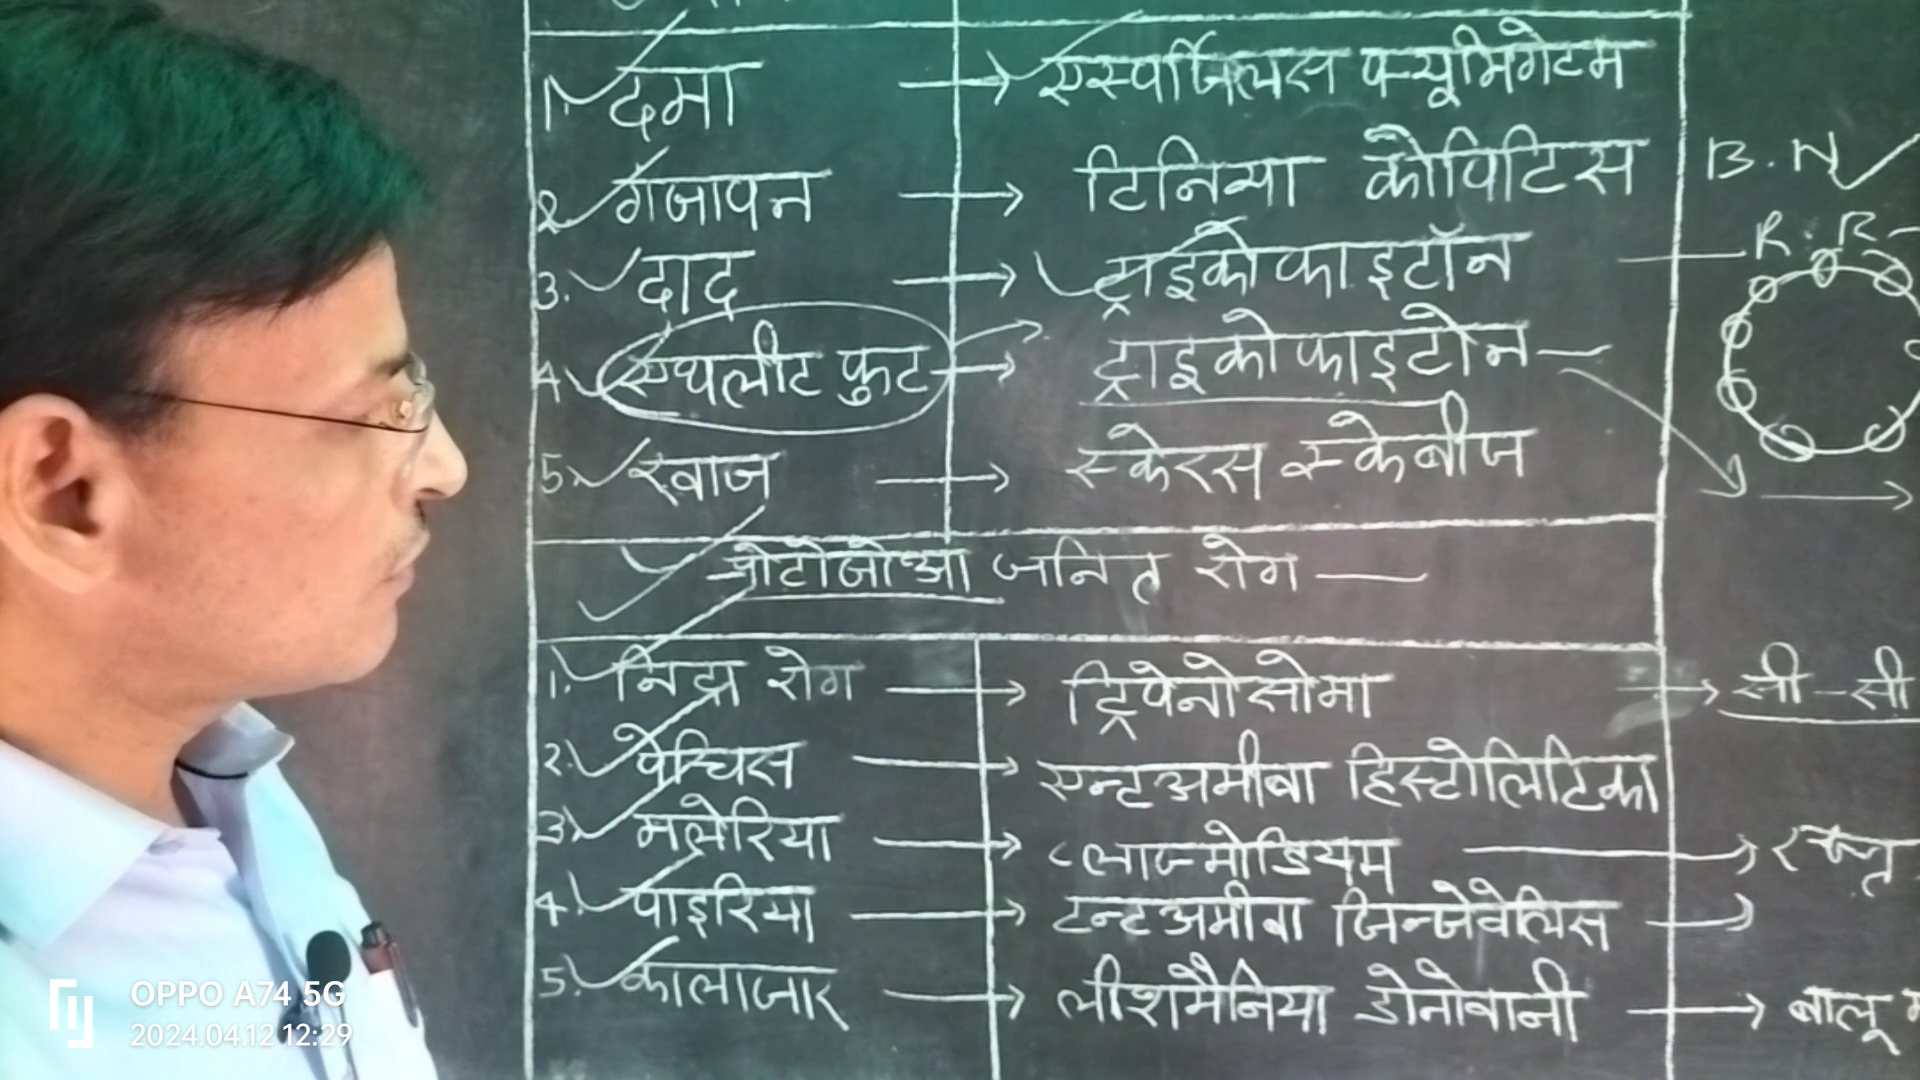 1. दमा → एस्पर्जिलस फ्यूमिगेटम
2. गंजापन → टिनिया कौपिटिस
B. N
3. दाद → ट्राईकोफाइटॉन
R. R
4. एथलीट फुट → ट्राइकोफाइटोन
5. खाज → स्केरस स्केबीज
प्रोटोजोआ जनित रोग
1. निद्रा रोग → ट्रिपेनोसोमा → सी-सी
2. पेचिस → एन्टअमीबा हिस्टोलिटिका
3. मलेरिया → प्लाज्मोडियम → रक्त
4. पाइरिया → एन्टअमीबा जिन्जेवेलिस
5. कालाजार → लीशमैनिया डोनोवानी → बालू म
OPPO A74 5G
2024.04.12 12:29